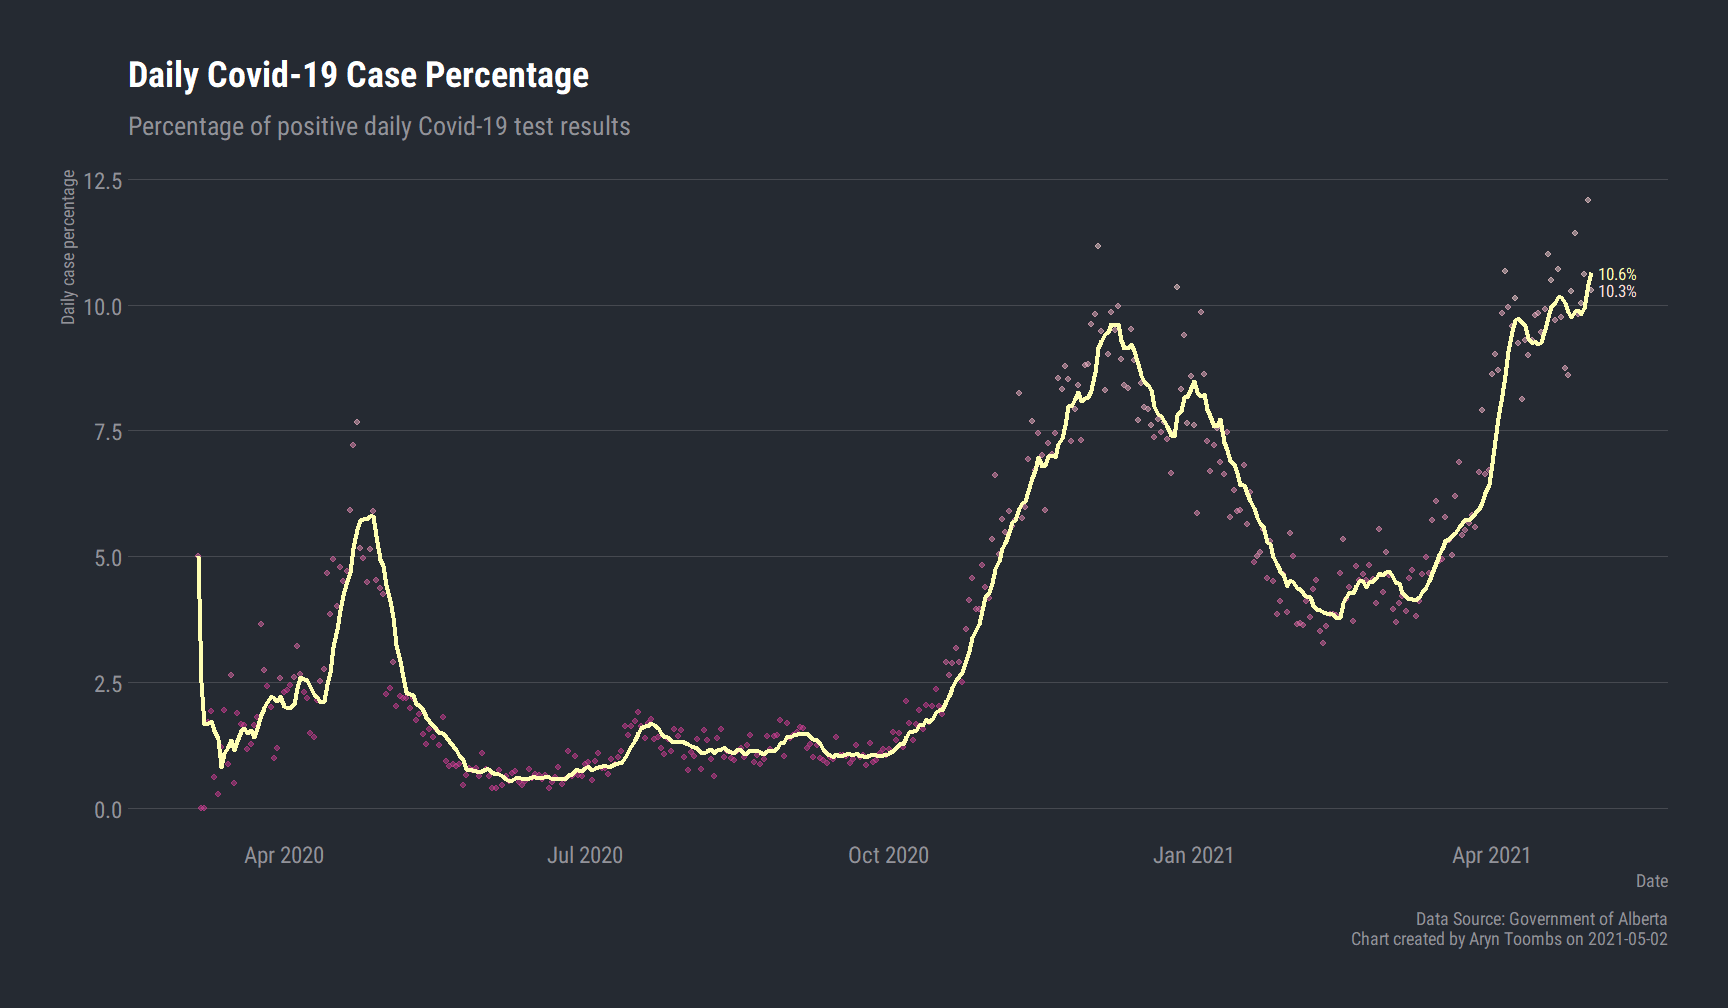 Daily Covid-19 Case Percentage
Percentage of positive daily Covid-19 test results
Daily case percentage
12.5
10.0
7.5
5.0
2.5
0.0
10.6%
10.3%
Apr 2020
Jul 2020
Oct 2020
Jan 2021
Apr 2021
Date
Data Source: Government of Alberta
Chart created by Aryn Toombs on 2021-05-02